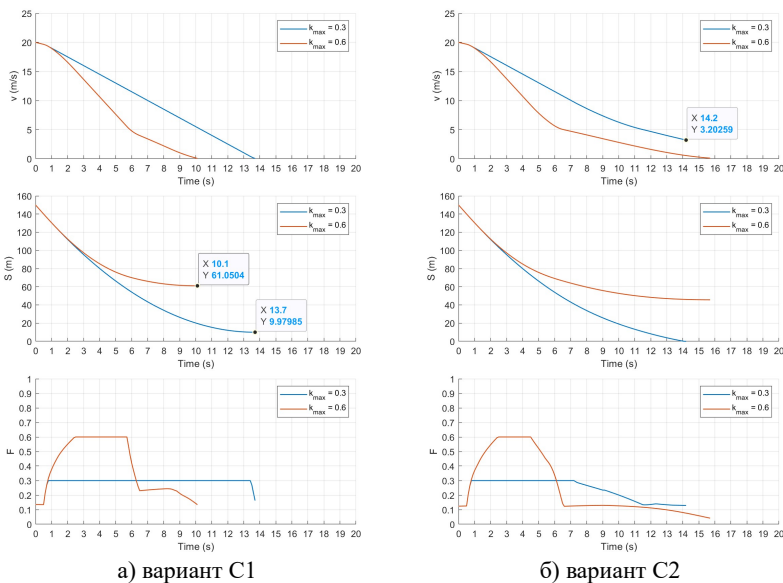 25
20
15
10
5
0
v (m/s)
0 1 2 3 4 5 6 7 8 9 10 11 12 13 14 15 16 17 18 19 20
Time (s)
k max = 0.3
k max = 0.6
25
20
15
10
5
0
v (m/s)
0 1 2 3 4 5 6 7 8 9 10 11 12 13 14 15 16 17 18 19 20
Time (s)
k max = 0.3
k max = 0.6
X 14.2
Y 3.20259
160
140
120
100
80
60
40
20
0
S (m)
0 1 2 3 4 5 6 7 8 9 10 11 12 13 14 15 16 17 18 19 20
Time (s)
k max = 0.3
k max = 0.6
X 10.1
Y 61.0504
X 13.7
Y 9.97985
160
140
120
100
80
60
40
20
0
S (m)
0 1 2 3 4 5 6 7 8 9 10 11 12 13 14 15 16 17 18 19 20
Time (s)
k max = 0.3
k max = 0.6
1
0.9
0.8
0.7
0.6
0.5
0.4
0.3
0.2
0.1
0
F
0 1 2 3 4 5 6 7 8 9 10 11 12 13 14 15 16 17 18 19 20
Time (s)
k max = 0.3
k max = 0.6
1
0.9
0.8
0.7
0.6
0.5
0.4
0.3
0.2
0.1
0
F
0 1 2 3 4 5 6 7 8 9 10 11 12 13 14 15 16 17 18 19 20
Time (s)
k max = 0.3
k max = 0.6
а) вариант С1
б) вариант С2